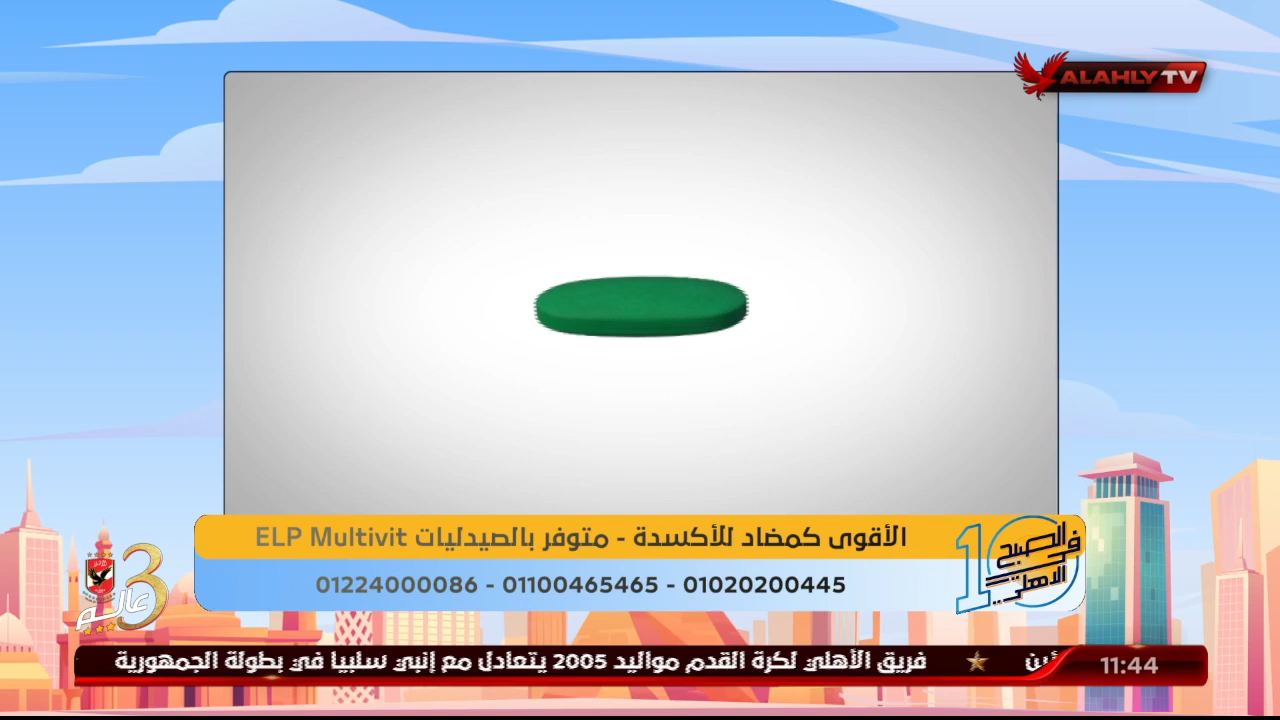 ALAHLY TV
الأقوى كمضاد للأكسدة - متوفر بالصيدليات ELP Multivit
01224000086 - 01100465465 - 01020200445
10 الصبح في الأهلي..
3 عالم
فريق الأهلي لكرة القدم مواليد 2005 يتعادل مع إنبي سلبيا في بطولة الجمهورية
11:44